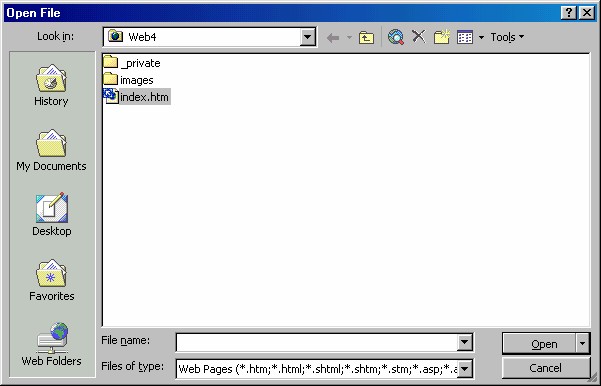 Open File
Look in: Web4 Tools
_private
images
index.htm
History
My Documents
Desktop
Favorites
Web Folders
File name: Open
Files of type: Web Pages (*.htm;*.html;*.shtml;*.shtm;*.stm;*.asp;*.a Cancel